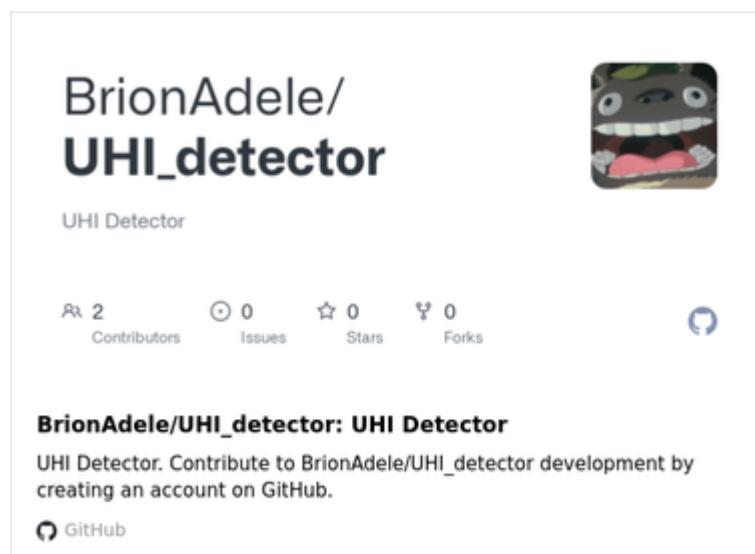 BrionAdele/
UHI_detector
UHI Detector
2
Contributors
0
Issues
0
Stars
0
Forks
BrionAdele/UHI_detector: UHI Detector
UHI Detector. Contribute to BrionAdele/UHI_detector development by
creating an account on GitHub.
GitHub